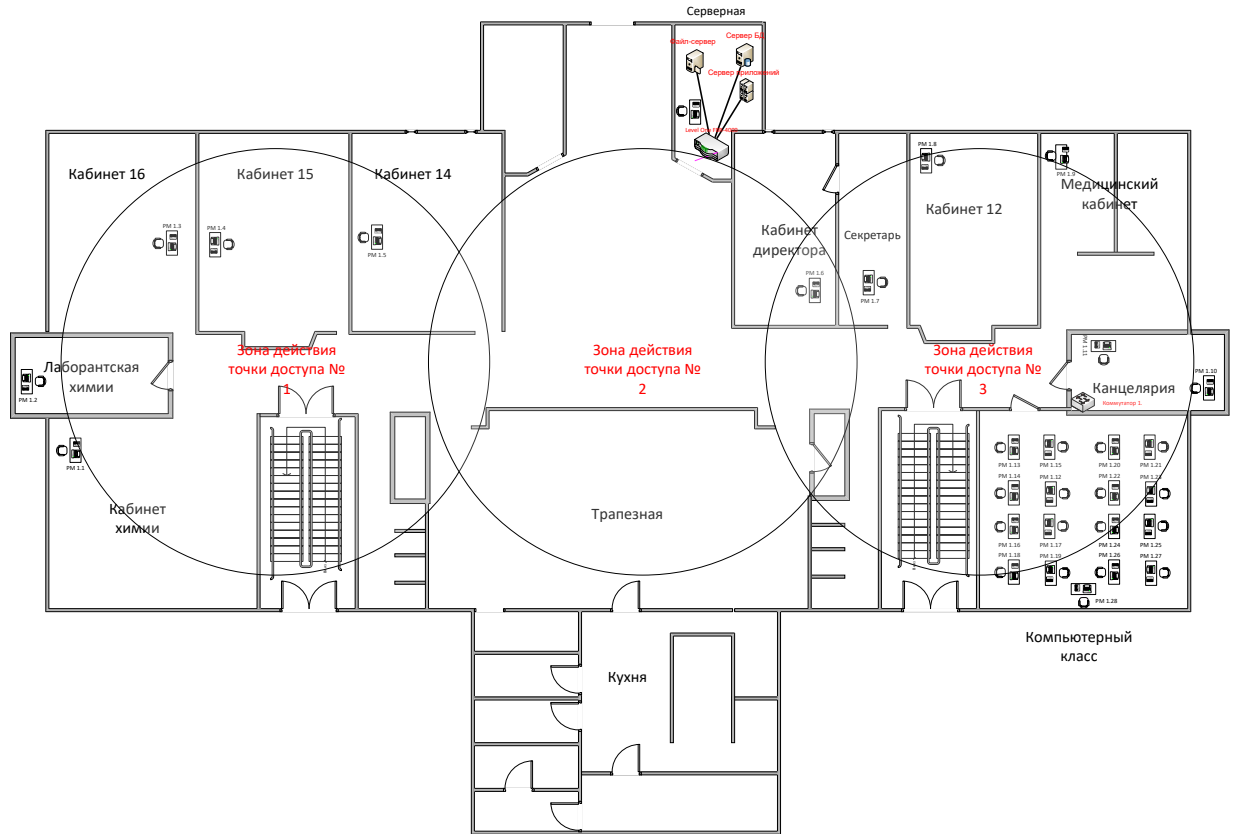 Серверная
Файл-сервер
Сервер БД
Сервер приложений
Кабинет 16
Кабинет 15
Кабинет 14
РМ 1.3
РМ 1.4
РМ 1.5
Кабинет
директора
РМ 1.6
Секретарь
РМ 1.7
РМ 1.8
Кабинет 12
РМ 1.9
Медицинский
кабинет
Зона действия
точки доступа №
1
Зона действия
точки доступа №
2
Зона действия
точки доступа №
3
Лаборантская
химии
РМ 1.2
РМ 1.11
РМ 1.10
Канцелярия
Коммутатор 1.
РМ 1.1
Кабинет
химии
Трапезная
РМ 1.13
РМ 1.15
РМ 1.20
РМ 1.21
РМ 1.14
РМ 1.12
РМ 1.22
РМ 1.16
РМ 1.17
РМ 1.24
РМ 1.25
РМ 1.18
РМ 1.19
РМ 1.26
РМ 1.27
РМ 1.28
Компьютерный
класс
Кухня